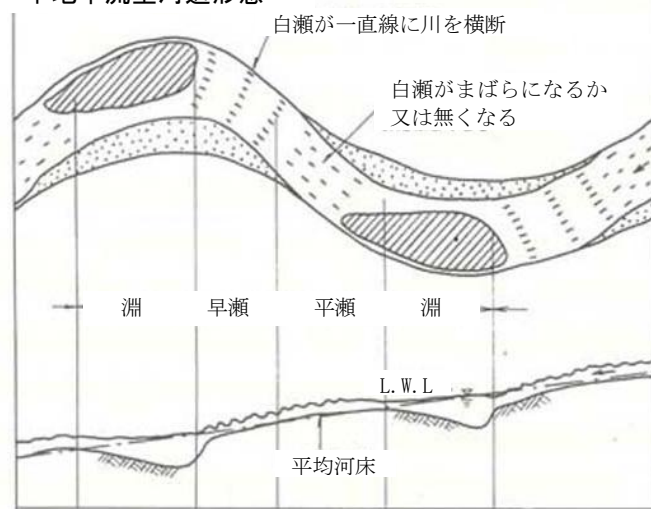 白瀬が一直線に川を横断
白瀬がまばらになるか
又は無くなる
淵 早瀬 平瀬 淵
L.W.L
平均河床